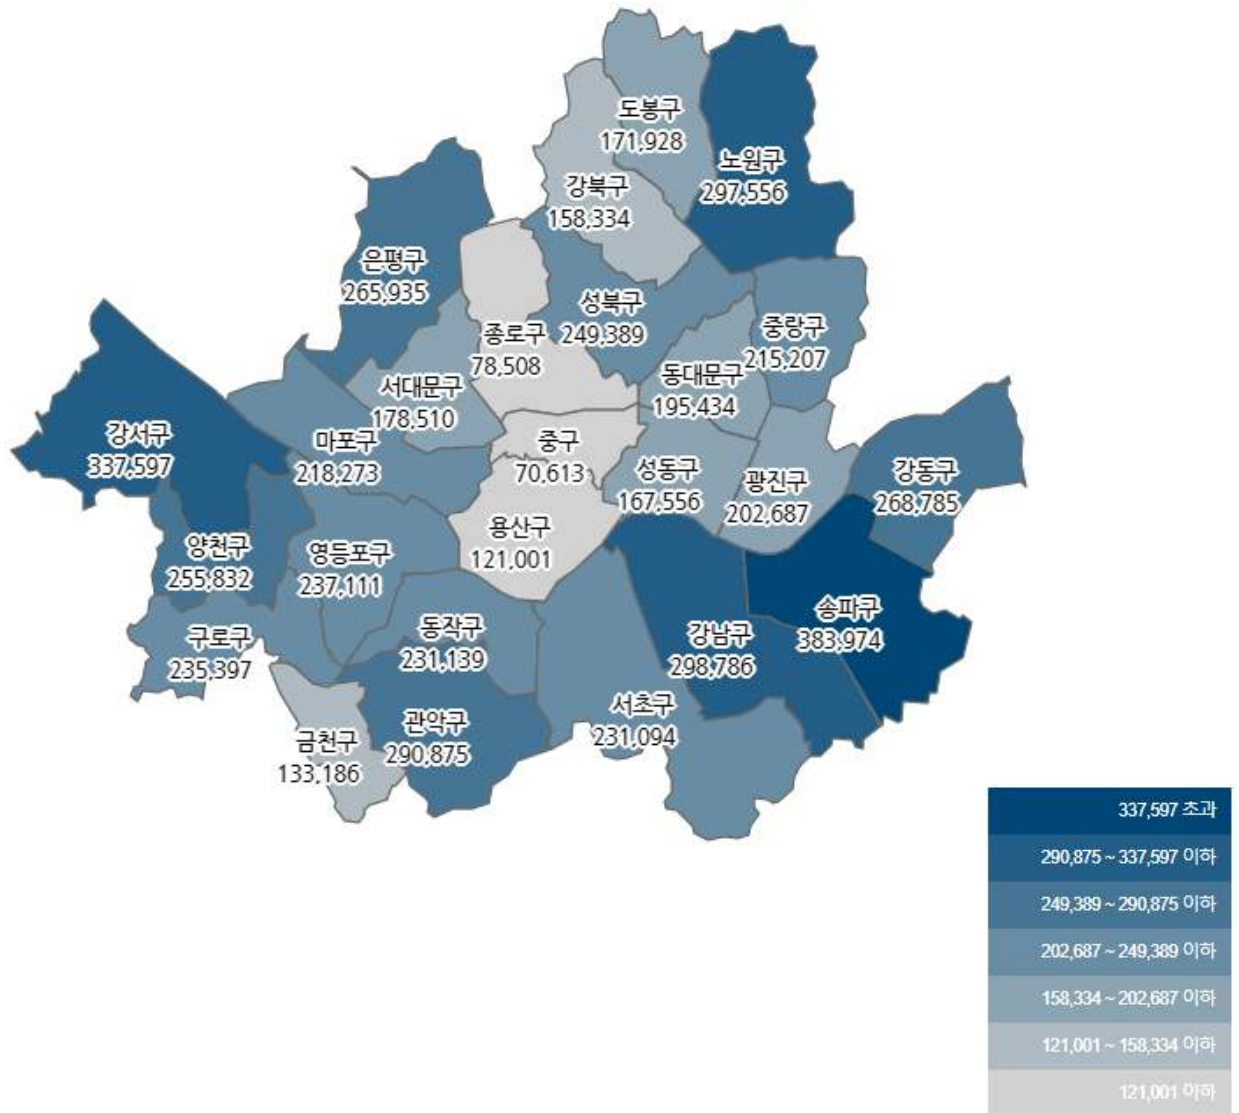 도봉구
171,928
노원구
297,556
강북구
158,334
은평구
265,935
성북구
249,389
종로구
78,508
중랑구
215,207
동대문구
195,434
서대문구
178,510
강서구
337,597
마포구
218,273
중구
70,613
성동구
167,556
광진구
202,687
강동구
268,785
용산구
121,001
양천구
255,832
영등포구
237,111
송파구
383,974
구로구
235,397
동작구
231,139
강남구
298,786
서초구
231,094
관악구
290,875
금천구
133,186
337,597 초과
290,875 ~ 337,597 이하
249,389 ~ 290,875 이하
202,687 ~ 249,389 이하
158,334 ~ 202,687 이하
121,001 ~ 158,334 이하
121,001 이하